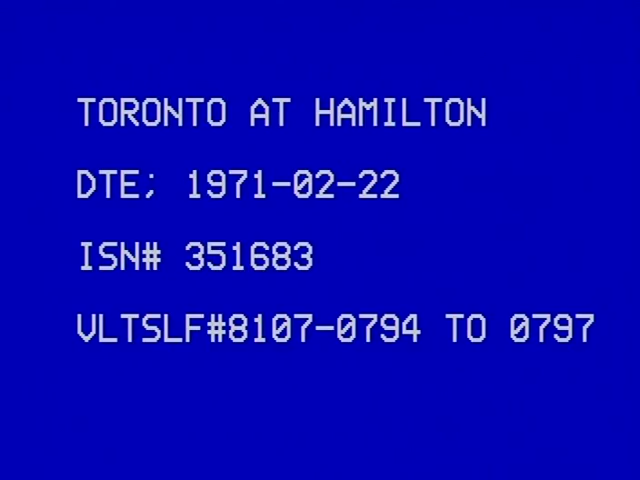 TORONTO AT HAMILTON
DTE; 1971-02-22
ISN# 351683
VLTSLF#8107-0794 TO 0797